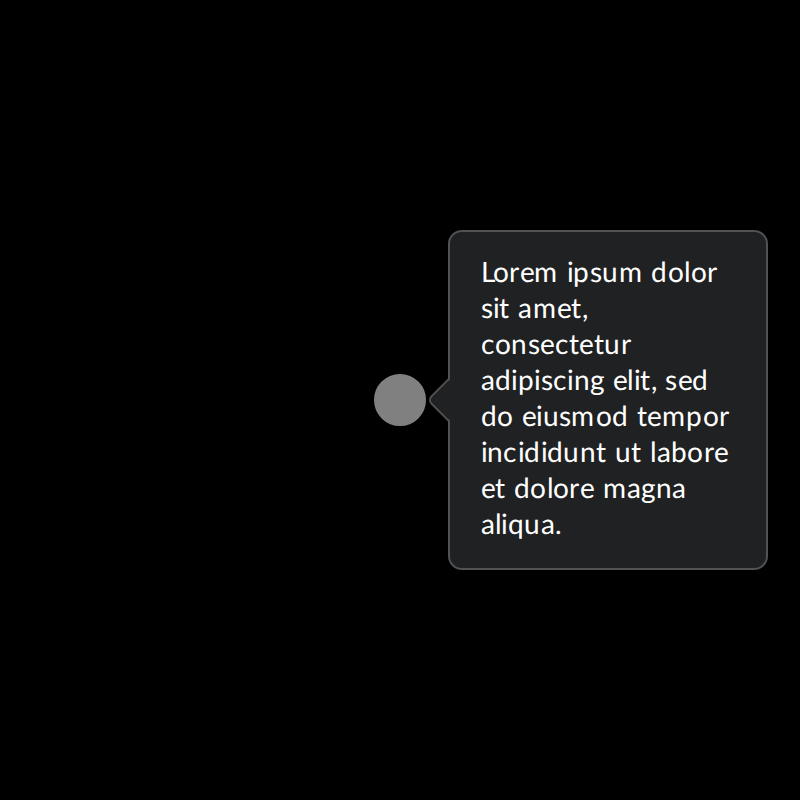 Lorem ipsum dolor
sit amet,
consectetur
adipiscing elit, sed
do eiusmod tempor
incididunt ut labore
et dolore magna
aliqua.